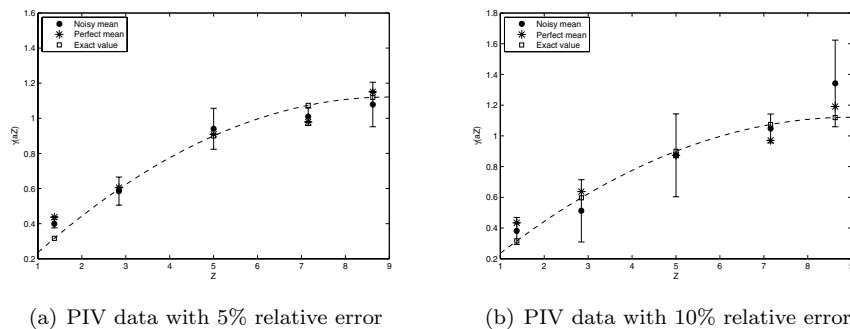 1.8
1.6
1.4
1.2
1
0.8
0.6
0.4
0.2
γ(aZ)
Noisy mean
Perfect mean
Exact value
1 2 3 4 5 6 7 8 9
Z
(a) PIV data with 5% relative error
1.8
1.6
1.4
1.2
1
0.8
0.6
0.4
0.2
γ(aZ)
Noisy mean
Perfect mean
Exact value
1 2 3 4 5 6 7 8 9
Z
(b) PIV data with 10% relative error